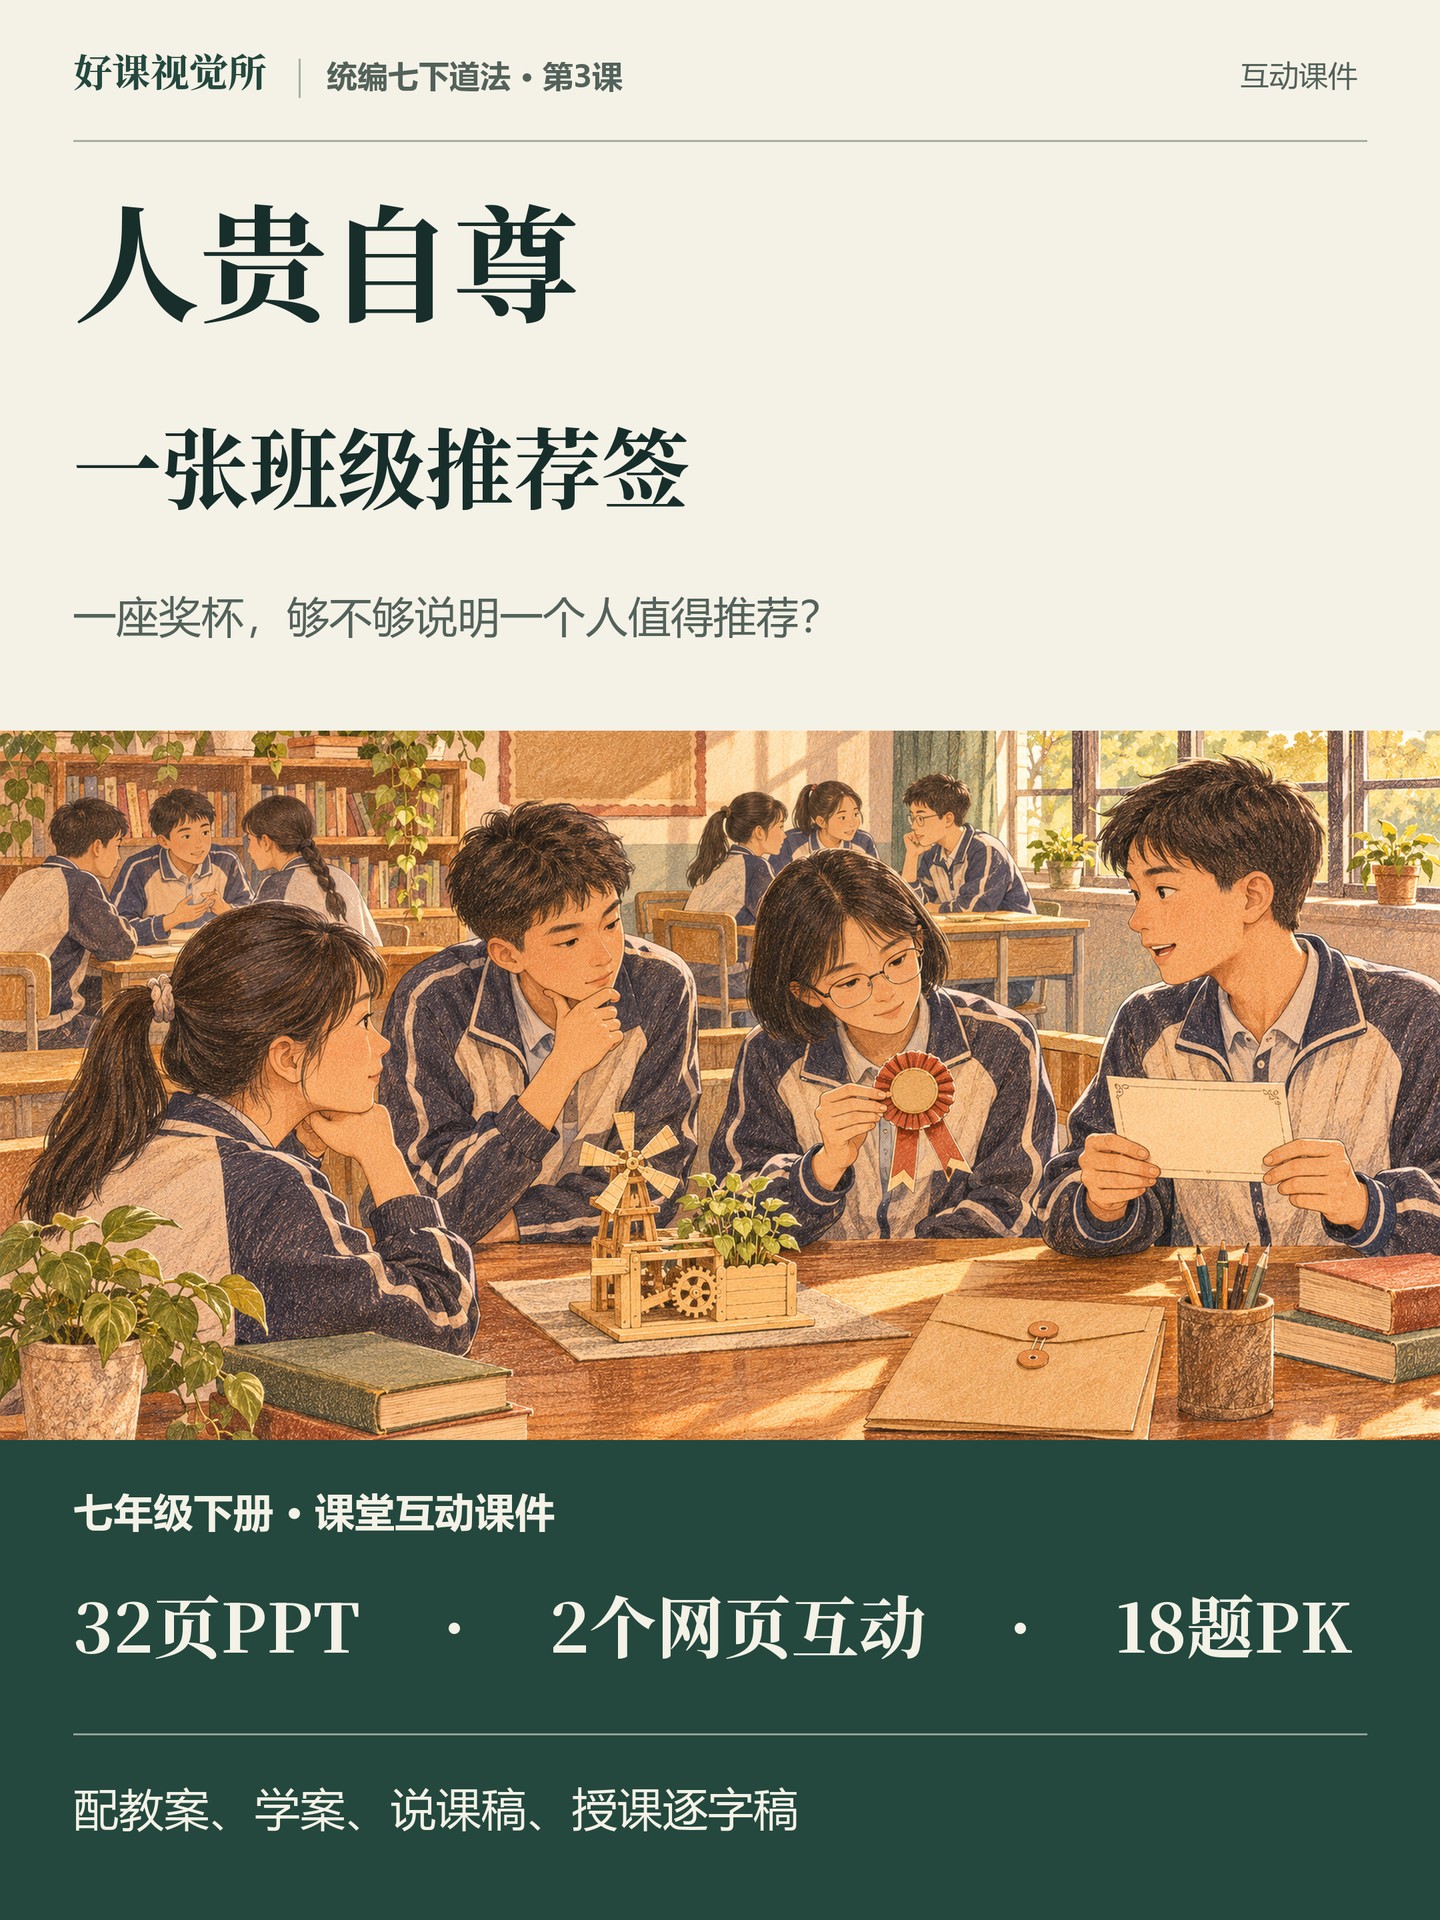 好课视觉所 | 统编七下道法·第3课 互动课件
人贵自尊
一张班级推荐签
一座奖杯，够不够说明一个人值得推荐？
七年级下册·课堂互动课件
32页PPT · 2个网页互动 · 18题PK
配教案、学案、说课稿、授课逐字稿